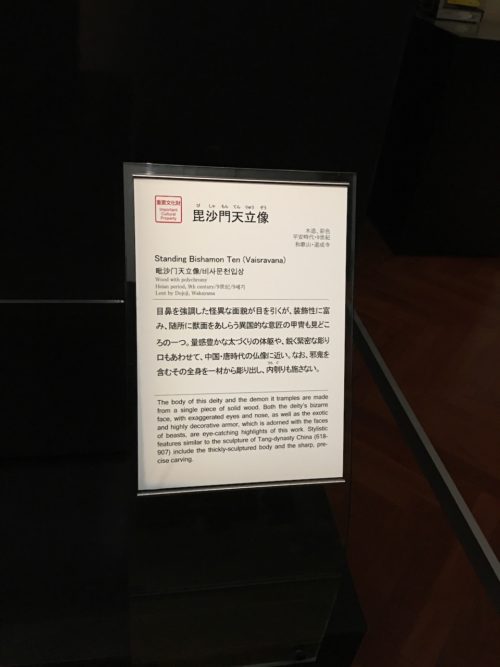 重要文化財
Important
Cultural
Property
び しゃ もん てん りゅう ぞう
毘沙門天立像
木造、彩色
平安時代・9世紀
和歌山・道成寺
Standing Bishamon Ten (Vaisravana)
毗沙门天立像/비사문천입상
Wood with polychromy
Heian period, 9th century/9世纪/9세기
Lent by Dojoji, Wakayama
目鼻を強調した怪異な面貌が目を引くが、装飾性に富
み、随所に獣面をあしらう異国的な意匠の甲冑も見どこ
ろの一つ。量感豊かな太づくりの体軀や、鋭く緊密な彫り
口もあわせて、中国・唐時代の仏像に近い。なお、邪鬼を
含むその全身を一材から彫り出し、内刳りも施さない。
The body of this deity and the demon it tramples are made
from a single piece of solid wood. Both the deity's bizarre
face, with exaggerated eyes and nose, as well as the exotic
and highly decorative armor, which is adorned with the faces
of beasts, are eye-catching highlights of this work. Stylistic
features similar to the sculpture of Tang-dynasty China (618-
907) include the thickly-sculptured body and the sharp, pre-
cise carving.